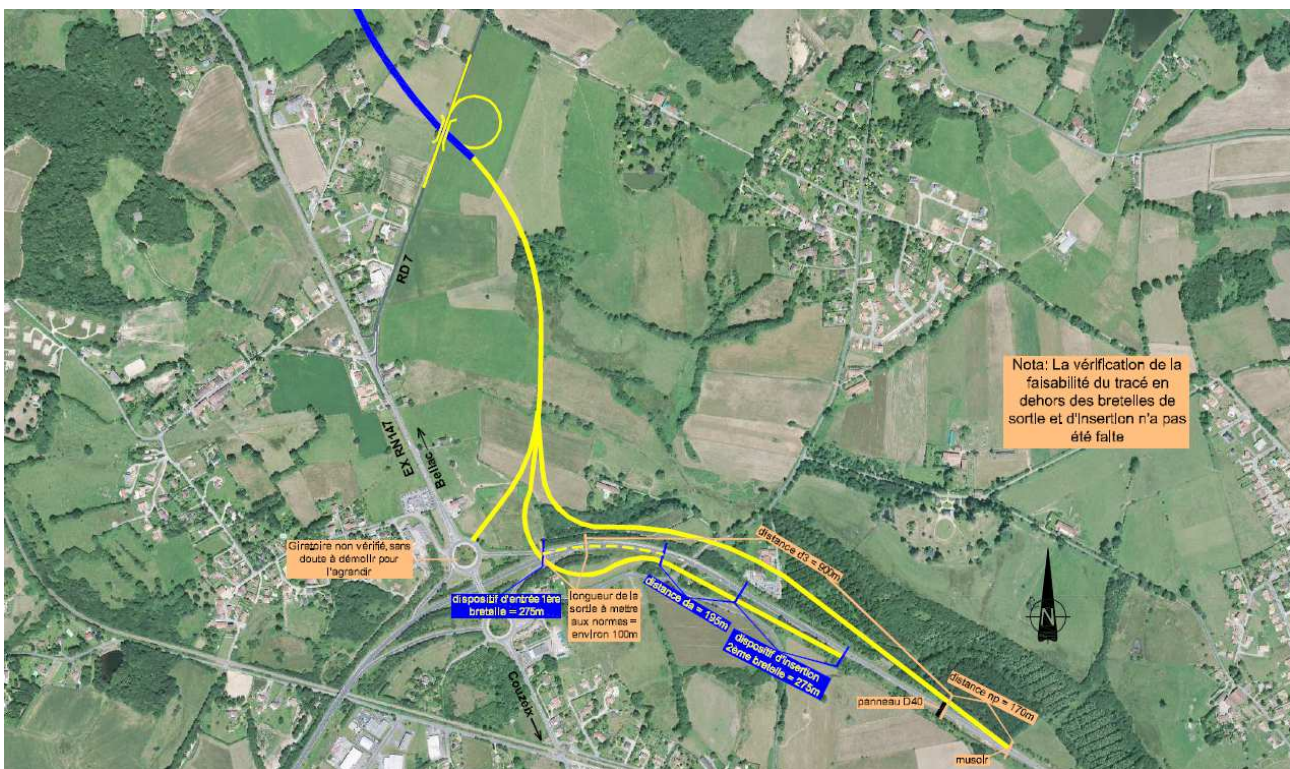 RD 7
EX RN147
Bellac
Nota: La vérification de la
faisabilité du tracé en
dehors des bretelles de
sortie et d'insertion n'a pas
été faite
Giratoire non vérifié, sans
doute à démolir pour
l'agrandir
dispositif d'entrée 1ère
bretelle = 275m
longueur de la
sortie à mettre
aux normes =
environ 100m
distance d3 = 900m
distance da = 195m
dispositif d'insertion
2ème bretelle = 275m
Couzeix
N
panneau D40
distance np = 170m
musoir